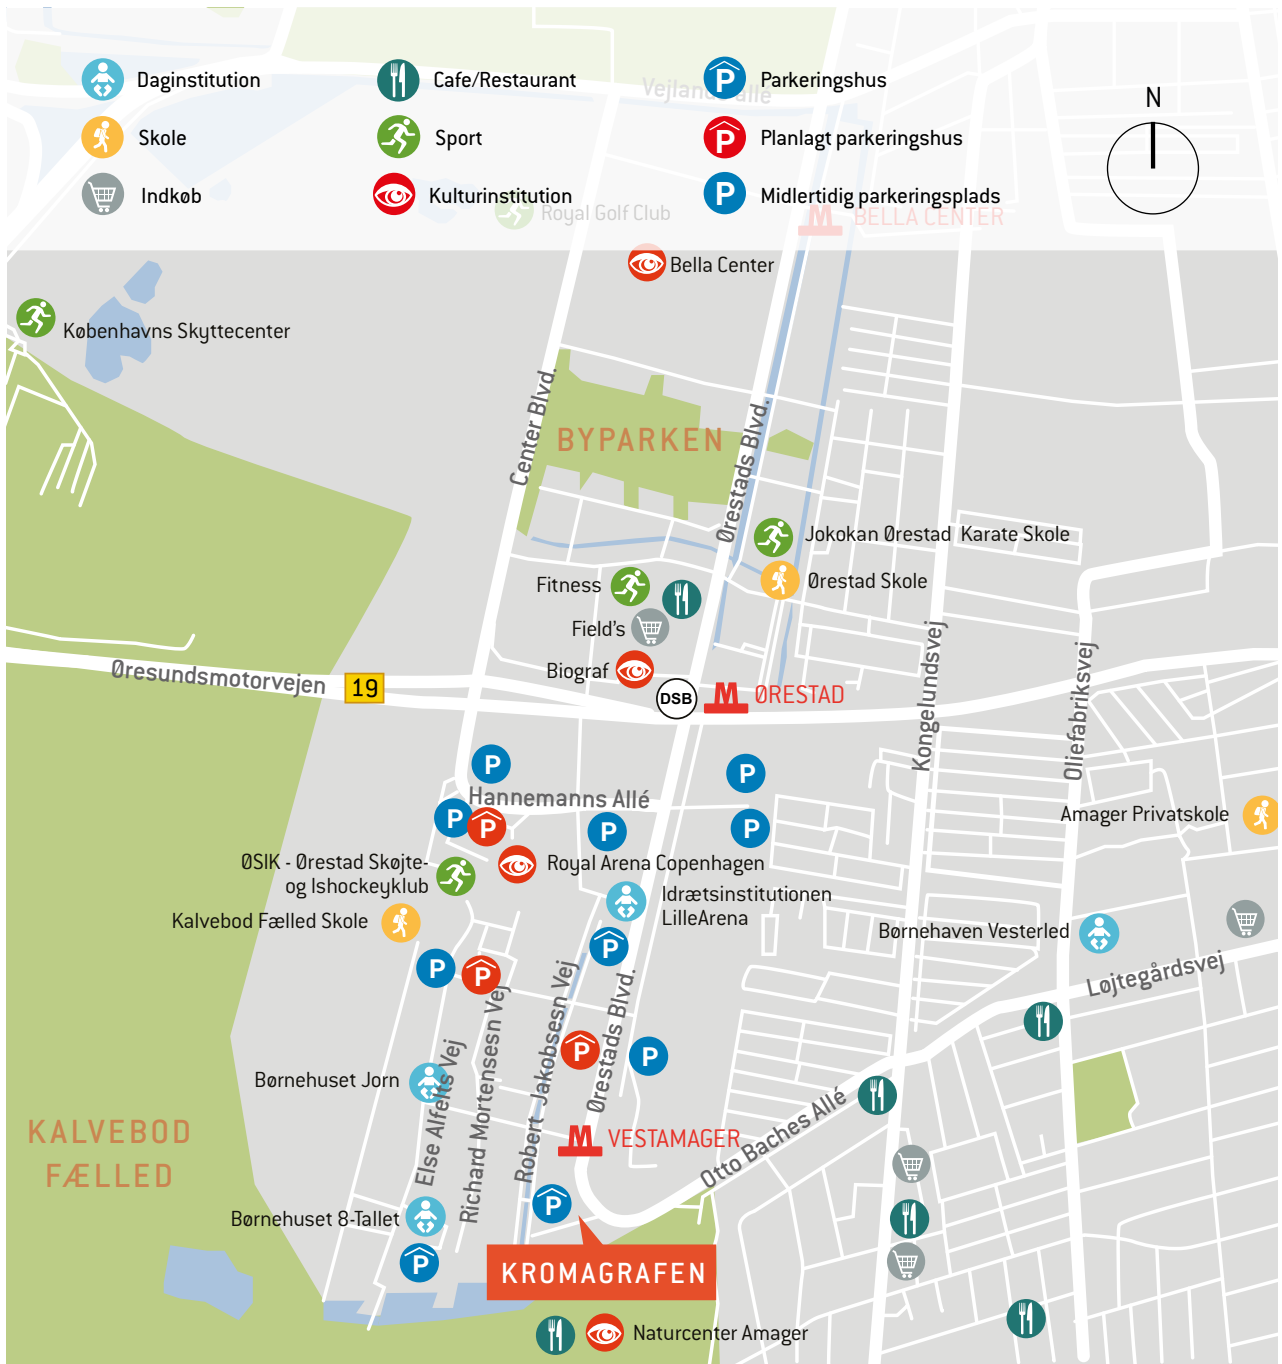 Daginstitution
Skole
Indkøb
Cafe/Restaurant
Sport
Kulturinstitution
P Parkeringshus
P Planlagt parkeringshus
P Midlertidig parkeringsplads
N
Royal Golf Club
M BELLA CENTER
Bella Center
Københavns Skyttecenter
Center Blvd.
BYPARKEN
Ørestads Blvd.
Jokokan Ørestad Karate Skole
Ørestad Skole
Fitness
Field's
Biograf
Øresundsmotorvejen
19
DSB
M ØRESTAD
Kongelundsvej
Oliefabriksvej
P
P
Hannemanns Allé
P
P
P
P
Amager Privatskole
ØSIK - Ørestad Skøjte-
og Ishockeyklub
Royal Arena Copenhagen
Idrætsinstitutionen
LilleArena
Kalvebod Fælled Skole
Børnehaven Vesterled
P
P
P
Løjtegårdsvej
P
P
Børnehuset Jorn
Else Alfelts Vej
Richard Mortensesn Vej
Robert Jakobsesn Vej
Ørestads Blvd.
KALVEBOD
FÆLLED
M VESTAMAGER
Otto Baches Allé
Børnehuset 8-Tallet
P
P
KROMAGRAFEN
Naturcenter Amager